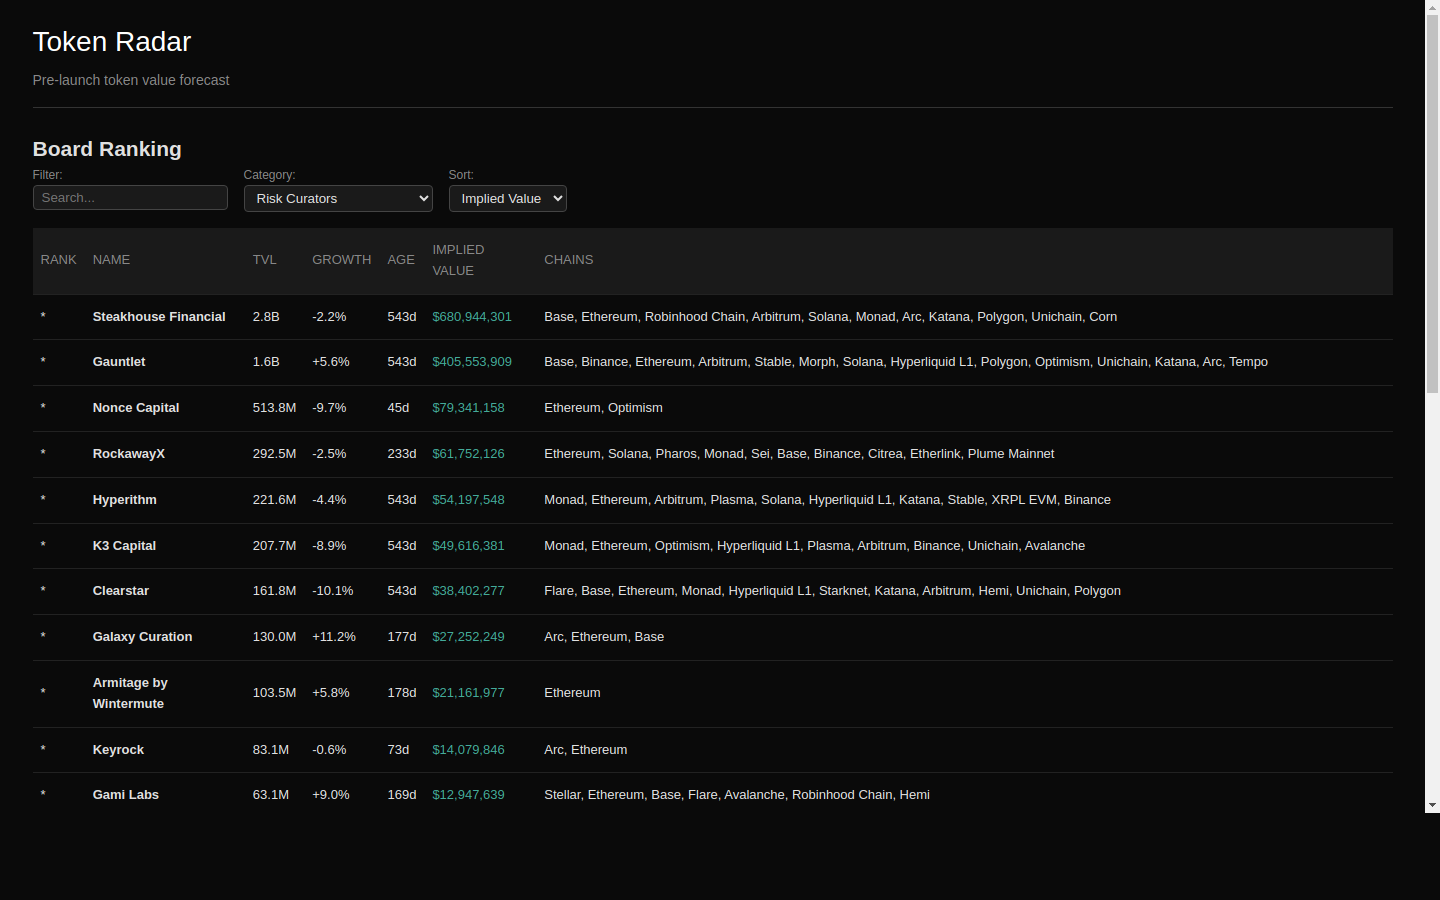 Token Radar
Pre-launch token value forecast
Board Ranking
Filter: Category: Sort:
Search... Risk Curators Implied Value
RANK NAME TVL GROWTH AGE IMPLIED VALUE CHAINS
* Steakhouse Financial 2.8B -2.2% 543d $680,944,301 Base, Ethereum, Robinhood Chain, Arbitrum, Solana, Monad, Arc, Katana, Polygon, Unichain, Corn
* Gauntlet 1.6B +5.6% 543d $405,553,909 Base, Binance, Ethereum, Arbitrum, Stable, Morph, Solana, Hyperliquid L1, Polygon, Optimism, Unichain, Katana, Arc, Tempo
* Nonce Capital 513.8M -9.7% 45d $79,341,158 Ethereum, Optimism
* RockawayX 292.5M -2.5% 233d $61,752,126 Ethereum, Solana, Pharos, Monad, Sei, Base, Binance, Citrea, Etherlink, Plume Mainnet
* Hyperithm 221.6M -4.4% 543d $54,197,548 Monad, Ethereum, Arbitrum, Plasma, Solana, Hyperliquid L1, Katana, Stable, XRPL EVM, Binance
* K3 Capital 207.7M -8.9% 543d $49,616,381 Monad, Ethereum, Optimism, Hyperliquid L1, Plasma, Arbitrum, Binance, Unichain, Avalanche
* Clearstar 161.8M -10.1% 543d $38,402,277 Flare, Base, Ethereum, Monad, Hyperliquid L1, Starknet, Katana, Arbitrum, Hemi, Unichain, Polygon
* Galaxy Curation 130.0M +11.2% 177d $27,252,249 Arc, Ethereum, Base
* Armitage by Wintermute 103.5M +5.8% 178d $21,161,977 Ethereum
* Keyrock 83.1M -0.6% 73d $14,079,846 Arc, Ethereum
* Gami Labs 63.1M +9.0% 169d $12,947,639 Stellar, Ethereum, Base, Flare, Avalanche, Robinhood Chain, Hemi